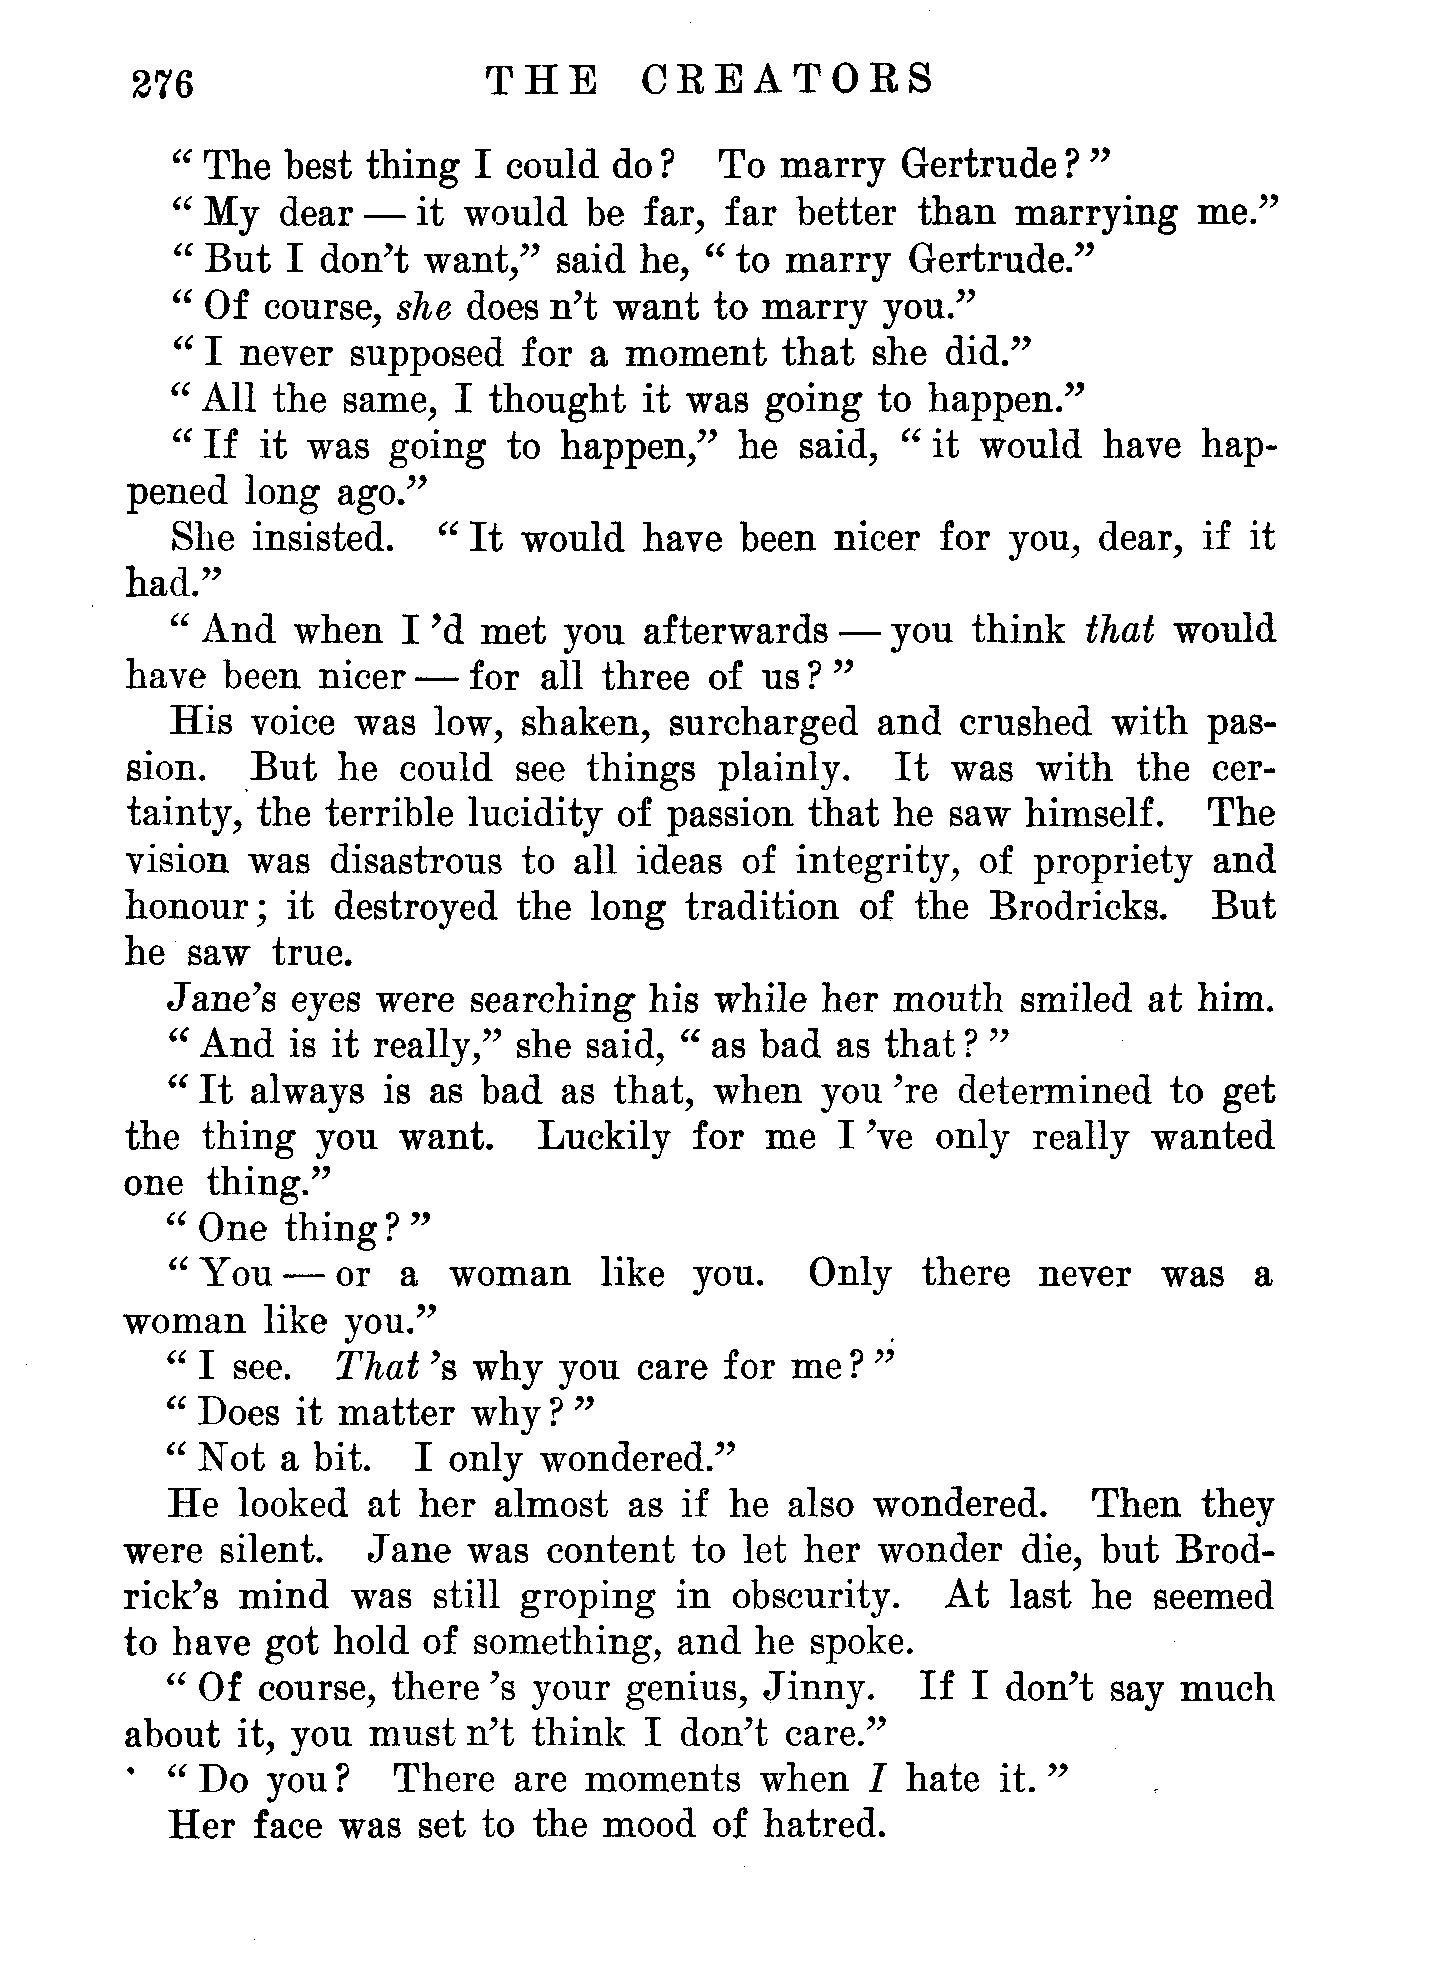 276 THE CREATORS
“ The best thing I could do? To marry Gertrude? ”
“ My dear — it would be far, far better than marrying me.”
“ But I don’t want,” said he, “ to marry Gertrude.”
“ Of course, she does n’t want to marry you.”
“ I never supposed for a moment that she did.”
“ All the same, I thought it was going to happen.”
“ If it was going to happen,” he said, “ it would have hap-
pened long ago.”
She insisted. “ It would have been nicer for you, dear, if it
had.”
“ And when I ’d met you afterwards — you think that would
have been nicer — for all three of us? ”
His voice was low, shaken, surcharged and crushed with pas-
sion. But he could see things plainly. It was with the cer-
tainty, the terrible lucidity of passion that he saw himself. The
vision was disastrous to all ideas of integrity, of propriety and
honour; it destroyed the long tradition of the Brodricks. But
he saw true.
Jane’s eyes were searching his while her mouth smiled at him.
“ And is it really,” she said, “ as bad as that? ”
“ It always is as bad as that, when you ’re determined to get
the thing you want. Luckily for me I ’ve only really wanted
one thing.”
“ One thing? ”
“ You — or a woman like you. Only there never was a
woman like you.”
“ I see. That ’s why you care for me? ”
“ Does it matter why? ”
“ Not a bit. I only wondered.”
He looked at her almost as if he also wondered. Then they
were silent. Jane was content to let her wonder die, but Brod-
rick’s mind was still groping in obscurity. At last he seemed
to have got hold of something, and he spoke.
“ Of course, there ’s your genius, Jinny. If I don’t say much
about it, you must n’t think I don’t care.”
“ Do you? There are moments when I hate it. ”
Her face was set to the mood of hatred.